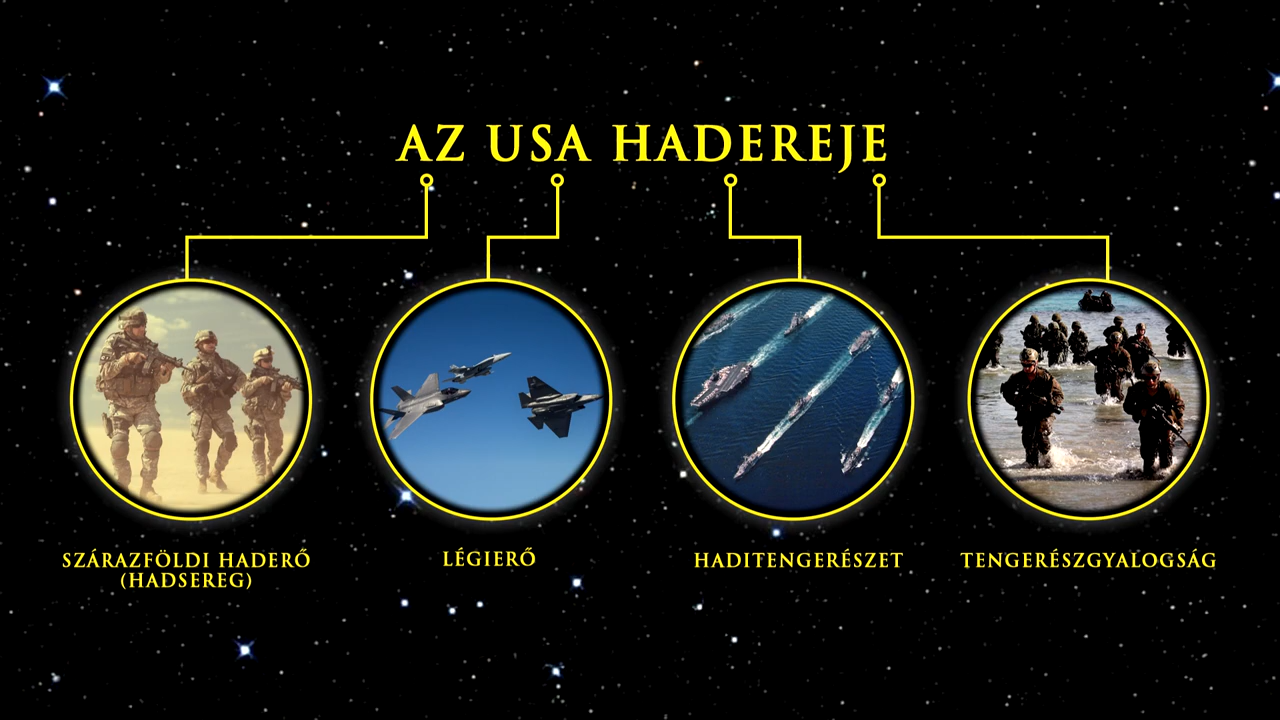 AZ USA HADEREJE
SZÁRAZFÖLDI HADERŐ
(HADSEREG)
LÉGIERŐ
HADITENGERÉSZET
TENGERÉSZGYALOGSÁG